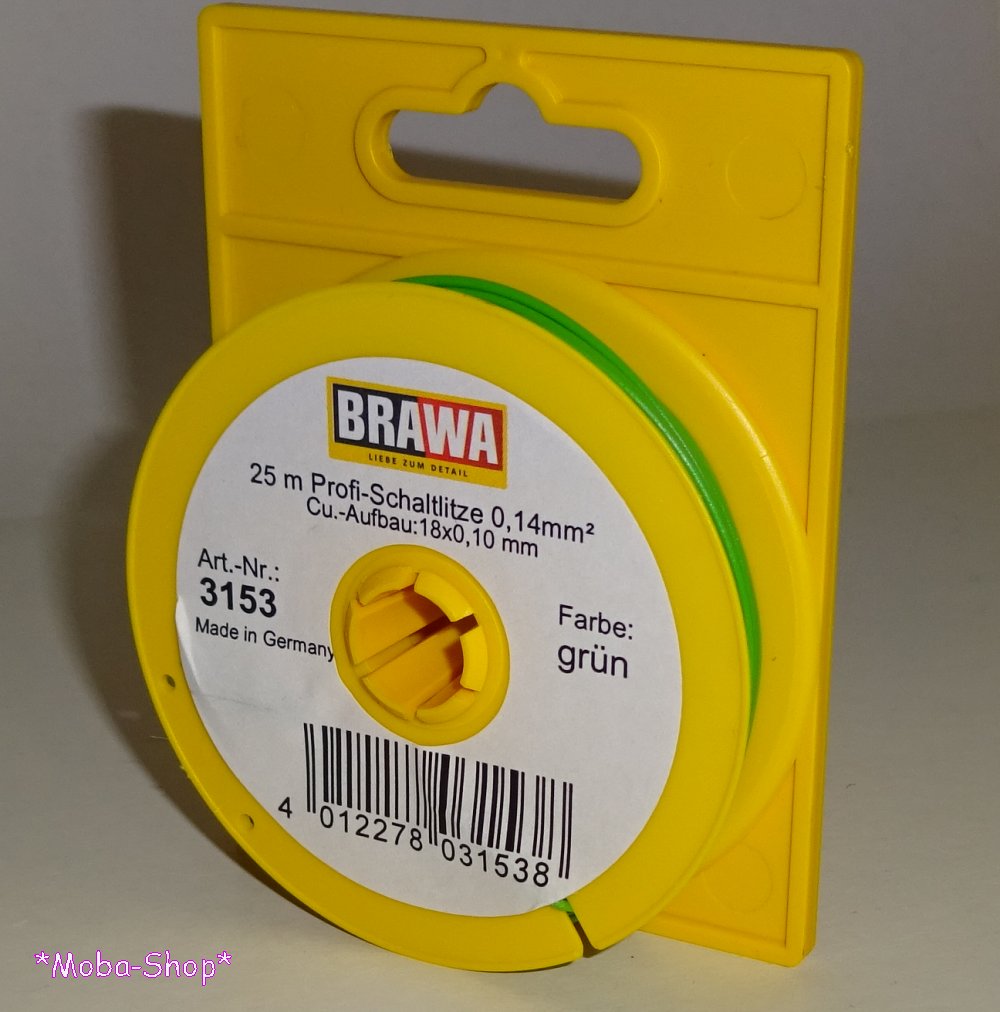 BRAWA
LIEBE ZUM DETAIL
25 m Profi-Schaltlitze 0,14mm²
Cu.-Aufbau:18x0,10 mm
Art.-Nr.:
3153
Made in Germany
Farbe:
grün
4 012278 031538
*Moba-Shop*